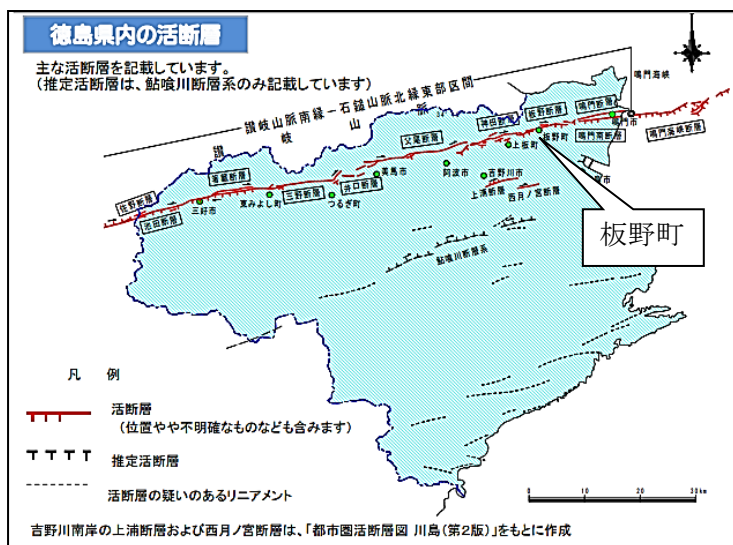 徳島県内の活断層
主な活断層を記載しています。
(推定活断層は、鮎喰川断層系のみ記載しています)
讃岐山脈南縁－石鎚山脈北縁東部区間
鳴門海峡
讃 岐 山 脈
34°
神田断層
板野断層
鳴門断層
父尾断層
鳴門市
鳴門南断層
鳴門海峡断層
板野町
上板町
箸蔵断層
井口断層
美馬市
阿波市
吉野川市
市
佐野断層
三野断層
上浦断層
西月ノ宮断層
池田断層
三好市
東みよし町
つるぎ町
板野町
鮎喰川断層系
凡 例
活断層
(位置やや不明確なものなども含みます)
推定活断層
活断層の疑いのあるリニアメント
0 10 20 30km
吉野川南岸の上浦断層および西月ノ宮断層は、「都市圏活断層図 川島(第2版)」をもとに作成